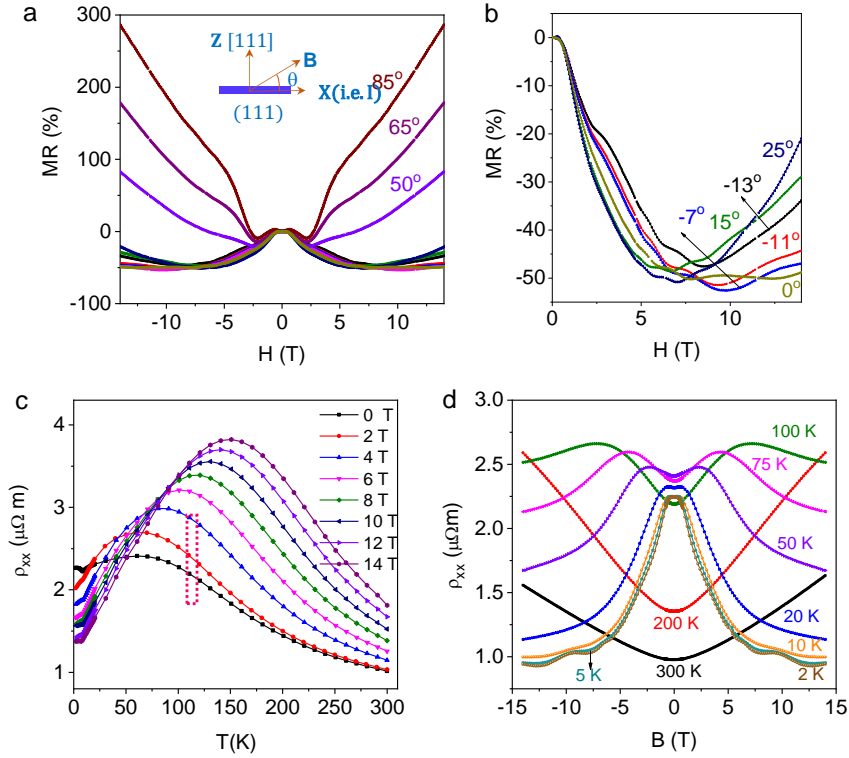 a
300
200
100
0
-100
MR (%)
-10
-5
0
5
10
H (T)
Z [111]
B
θ
X(i.e.I)
(111)
85°
65°
50°
b
0
-10
-20
-30
-40
-50
MR (%)
0
5
10
H (T)
25°
-13°
-7°
15°
-11°
0°
c
4
3
2
1
ρxx (μΩ m)
0
50
100
150
200
250
300
T(K)
0 T
2 T
4 T
6 T
8 T
10 T
12 T
14 T
d
3.0
2.5
2.0
1.5
1.0
ρxx (μΩm)
-15
-10
-5
0
5
10
15
B (T)
100 K
75 K
50 K
20 K
200 K
10 K
300 K
5 K
2 K